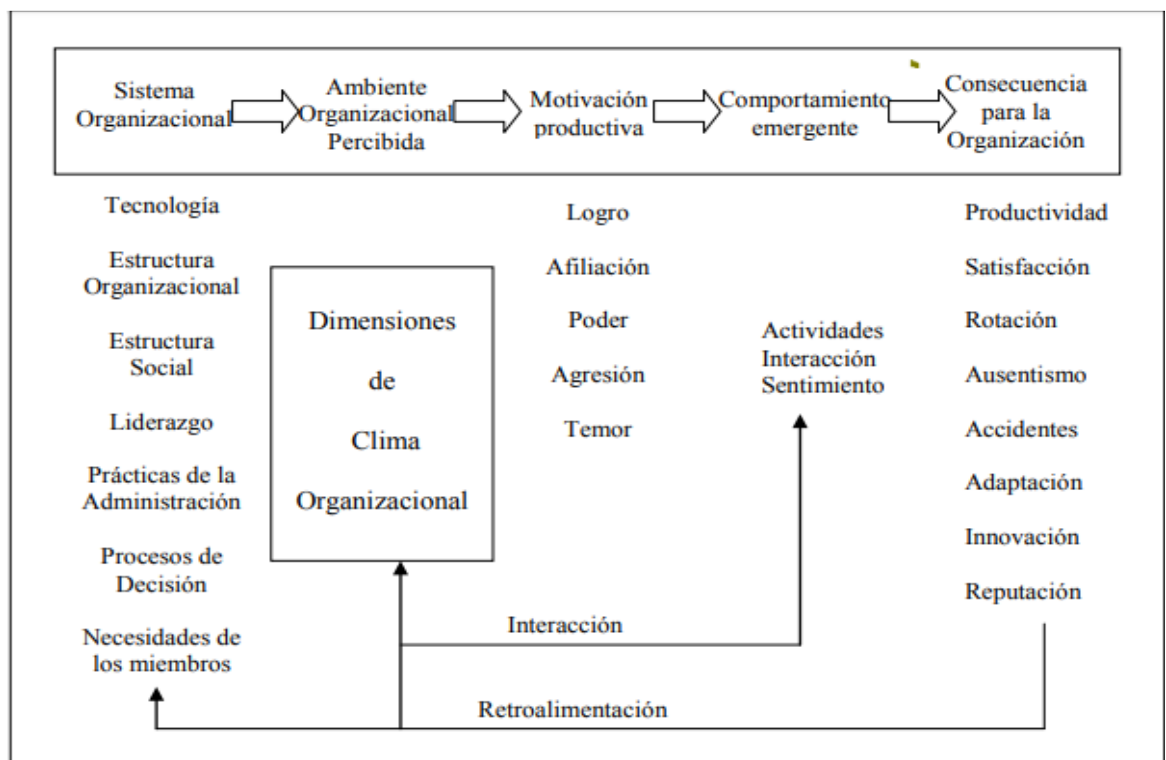 Sistema
Organizacional
Ambiente
Organizacional
Percibida
Motivación
productiva
Comportamiento
emergente
Consecuencia
para la
Organización
Tecnología
Estructura
Organizacional
Estructura
Social
Liderazgo
Prácticas de la
Administración
Procesos de
Decisión
Necesidades de
los miembros
Dimensiones
de
Clima
Organizacional
Logro
Afiliación
Poder
Agresión
Temor
Actividades
Interacción
Sentimiento
Productividad
Satisfacción
Rotación
Ausentismo
Accidentes
Adaptación
Innovación
Reputación
Interacción
Retroalimentación